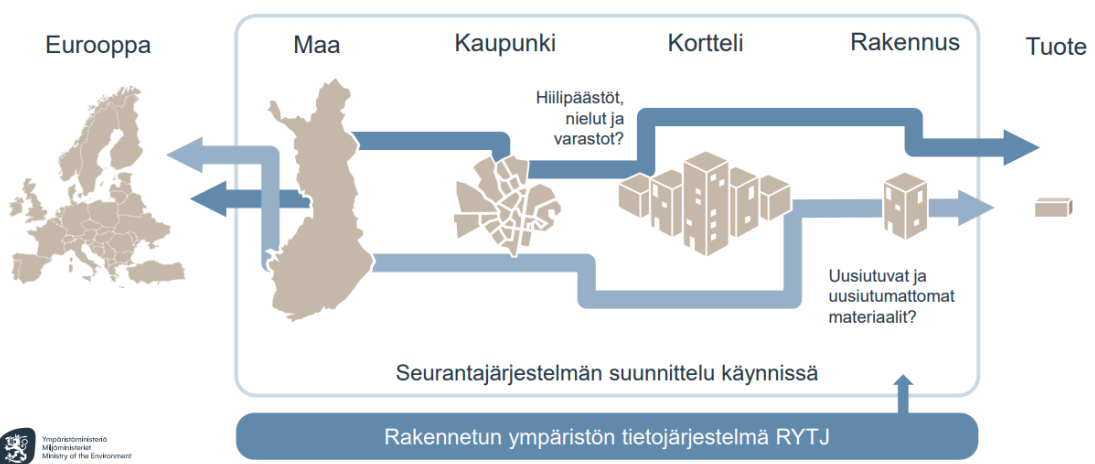 Eurooppa
Maa
Kaupunki
Kortteli
Rakennus
Tuote
Hiilipäästöt,
nielut ja
varastot?
Uusiutuvat ja
uusiutumattomat
materiaalit?
Seurantajärjestelmän suunnittelu käynnissä
Rakennetun ympäristön tietojärjestelmä RYTJ
Ympäristöministeriö
Miljöministeriet
Ministry of the Environment